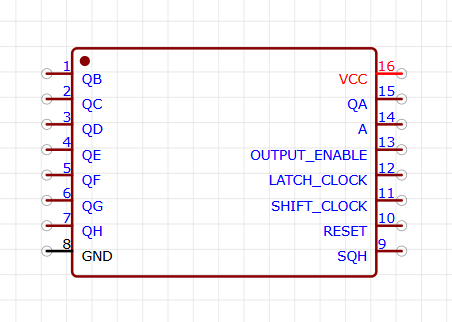 1 QB
2 QC
3 QD
4 QE
5 QF
6 QG
7 QH
8 GND
16 VCC
15 QA
14 A
13 OUTPUT_ENABLE
12 LATCH_CLOCK
11 SHIFT_CLOCK
10 RESET
9 SQH